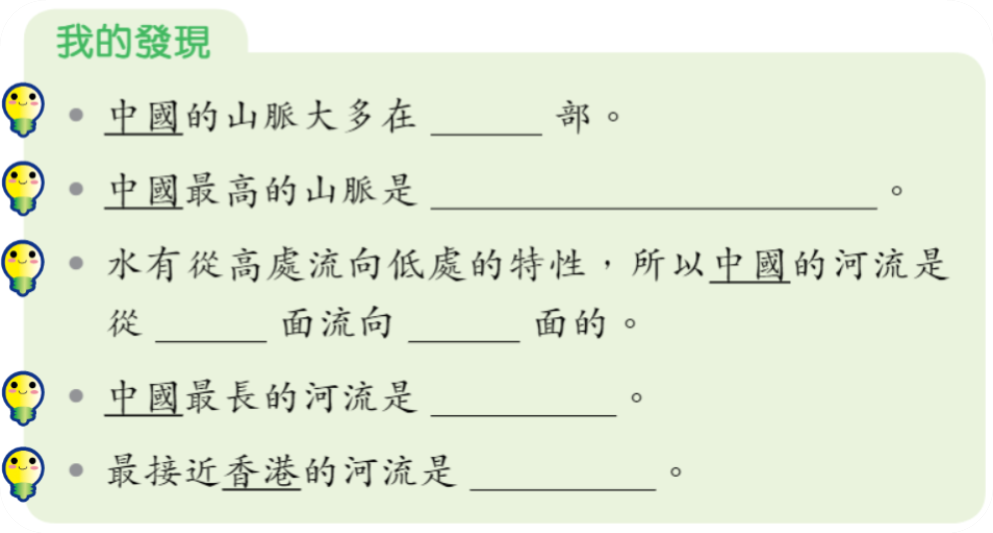 我的發現
• 中國的山脈大多在 ______ 部。
• 中國最高的山脈是 ________________________。
• 水有從高處流向低處的特性,所以中國的河流是
從 ______ 面流向 ______ 面的。
• 中國最長的河流是 __________。
• 最接近香港的河流是 __________。